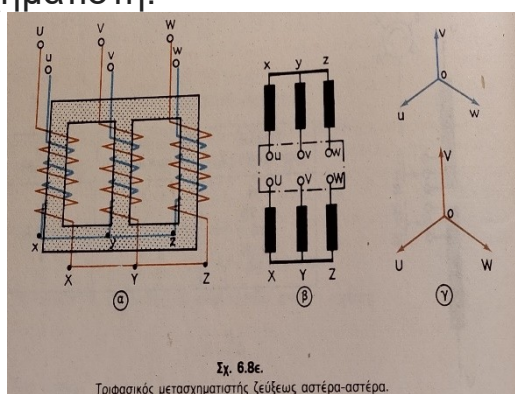 U V W
u v w
x y z
X Y Z
α
x y z
u v w
U V W
X Y Z
β
v
o
u w
V
o
U W
γ
Σχ. 6.8ε.
Τριφασικός μετασχηματιστής ζεύξεως αστέρα-αστέρα.